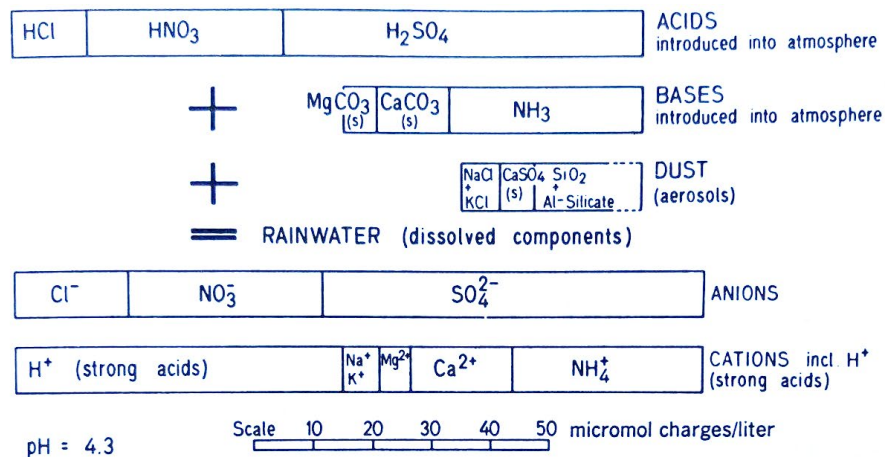 HCl HNO₃ H₂SO₄ ACIDS
introduced into atmosphere
MgCO₃ (s) CaCO₃ (s) NH₃ BASES
introduced into atmosphere
NaCl + KCl CaSO₄ (s) SiO₂ + Al-Silicate DUST
(aerosols)
= RAINWATER (dissolved components)
Cl⁻ NO₃⁻ SO₄²⁻ ANIONS
H⁺ (strong acids) Na⁺ K⁺ Mg²⁺ Ca²⁺ NH₄⁺ CATIONS incl. H⁺
(strong acids)
Scale 10 20 30 40 50 micromol charges/liter
pH = 4.3